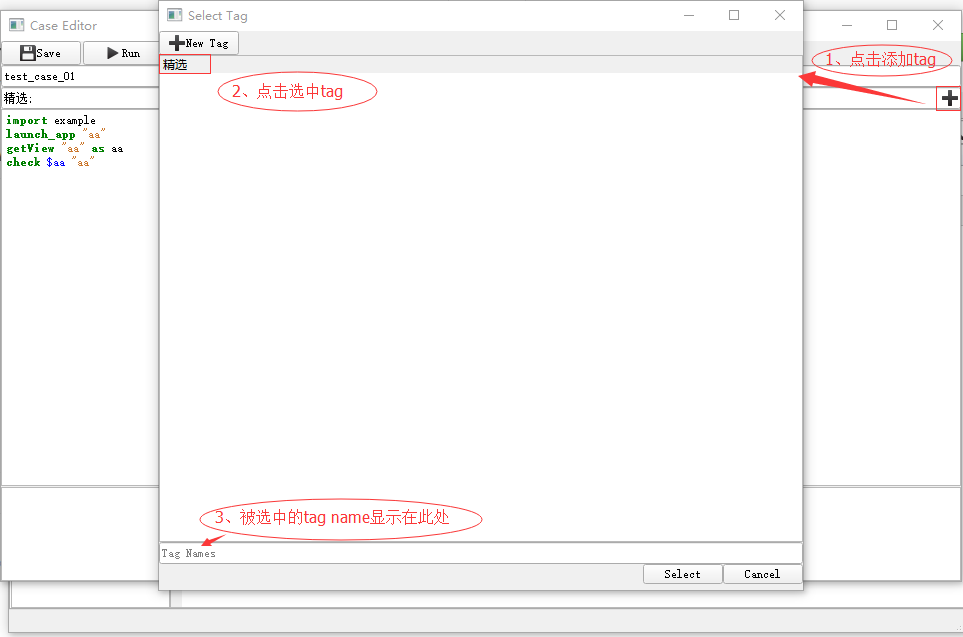 Case Editor
Save
Run
test_case_01
精选;
import example
launch_app "aa"
getView "aa" as aa
check $aa "aa"
Select Tag
New Tag
精选
1、点击添加tag
2、点击选中tag
3、被选中的tag name显示在此处
Tag Names
Select
Cancel